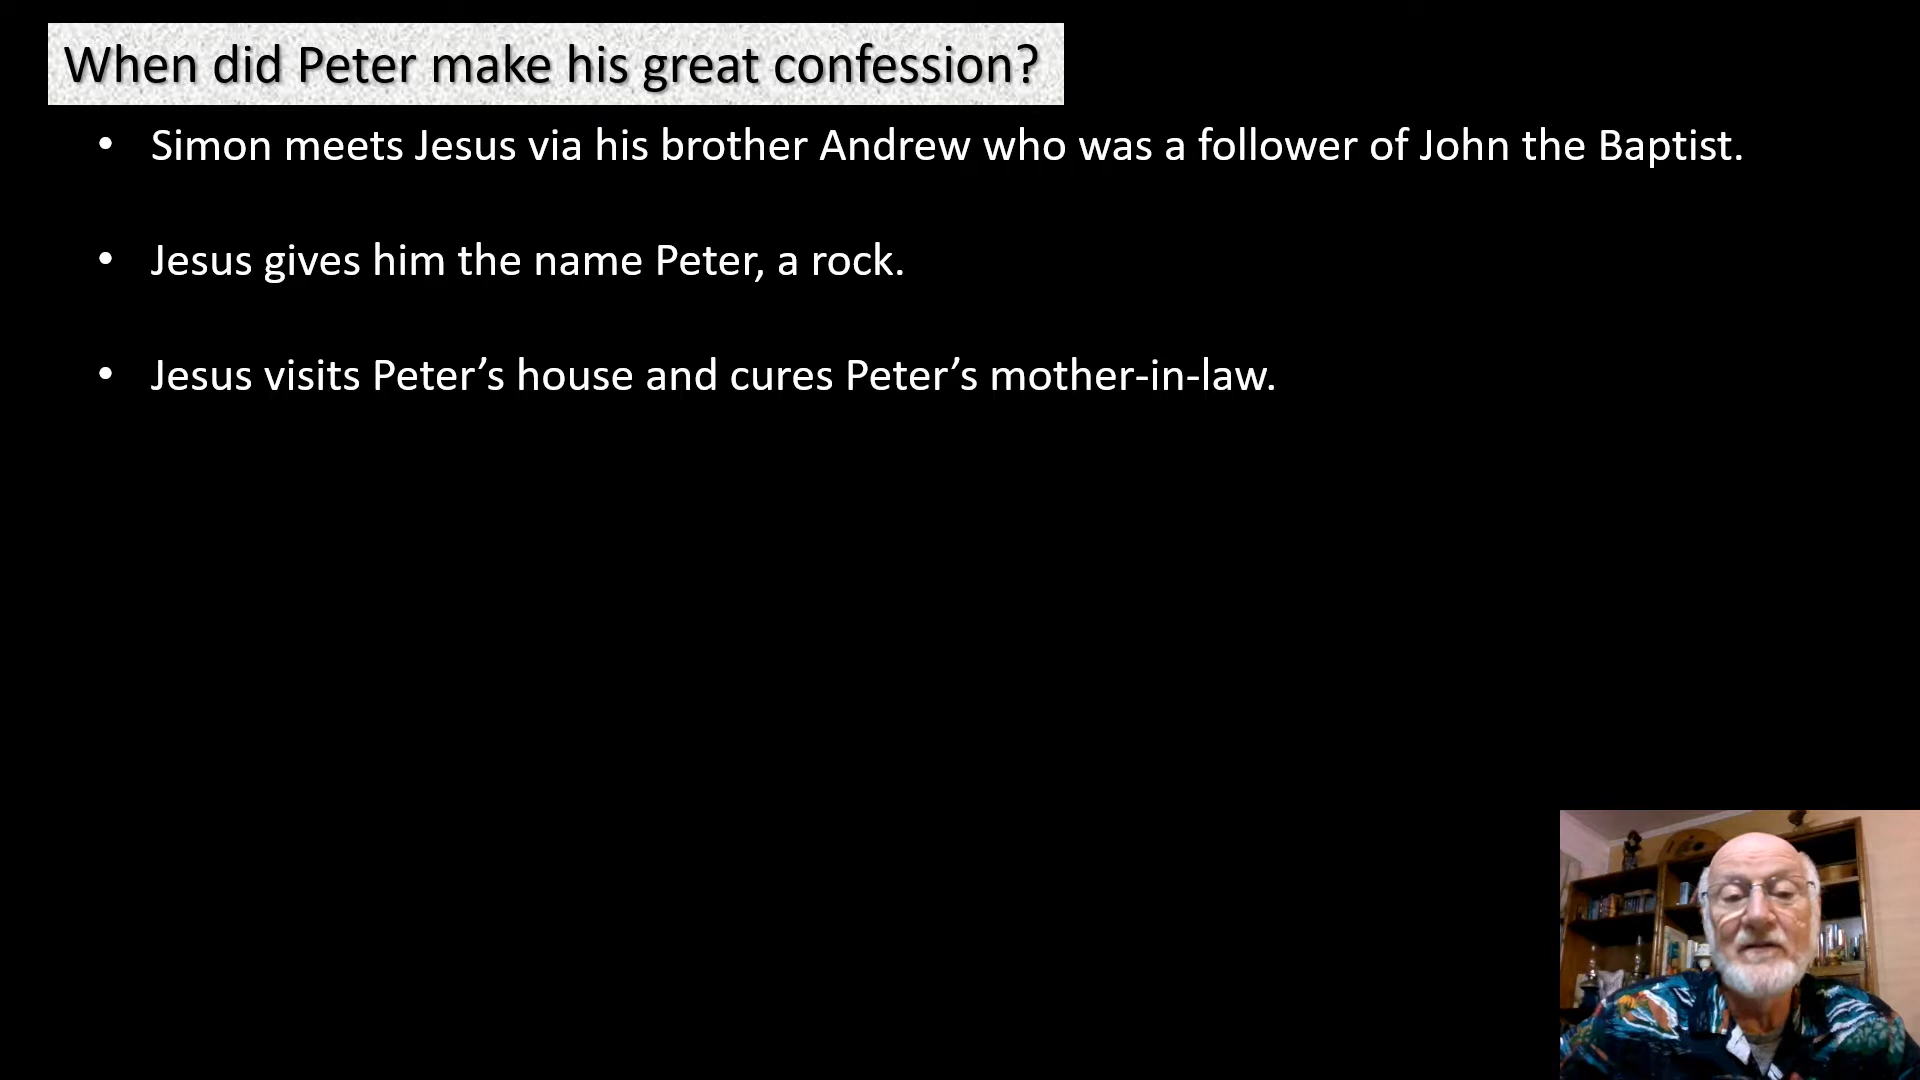 When did Peter make his great confession?
• Simon meets Jesus via his brother Andrew who was a follower of John the Baptist.
• Jesus gives him the name Peter, a rock.
• Jesus visits Peter’s house and cures Peter’s mother-in-law.